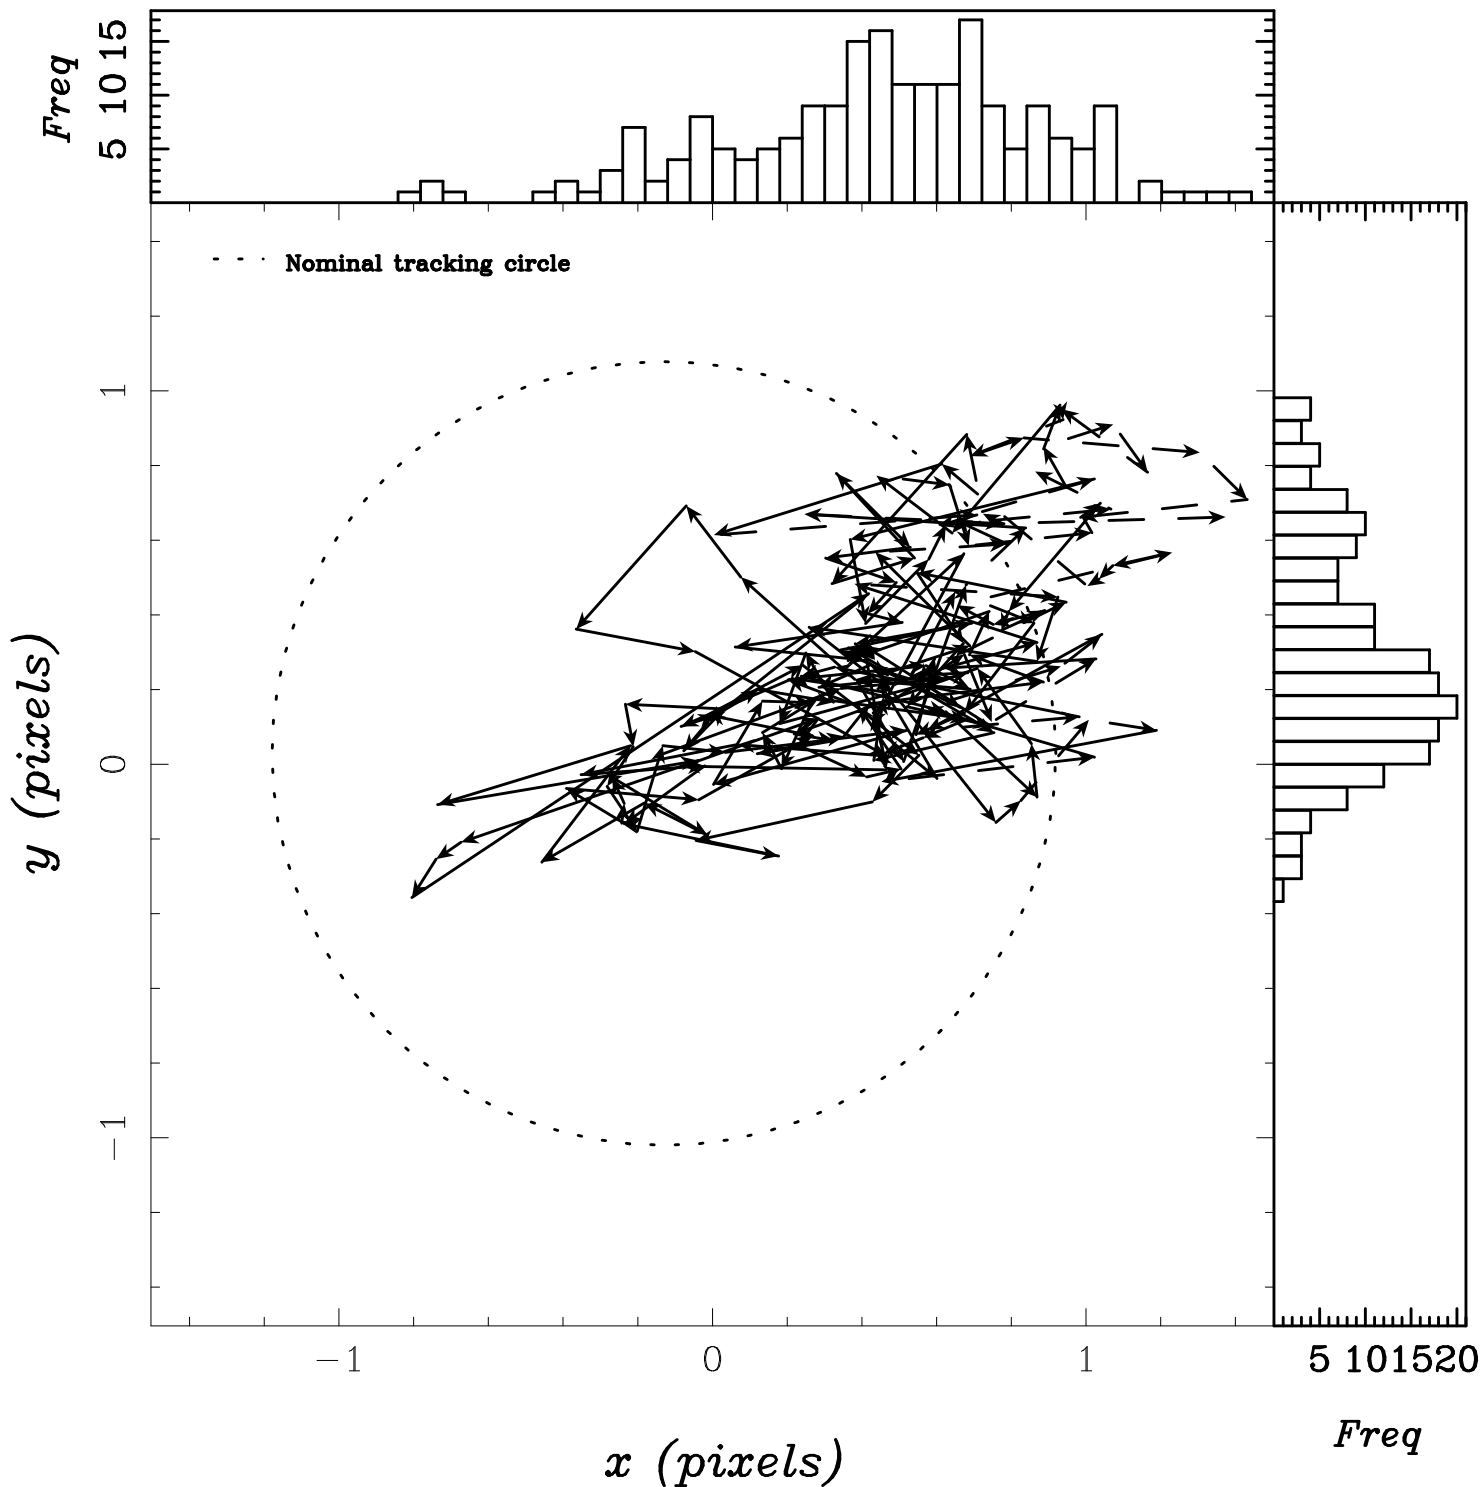 Freq
5 10 15
Nominal tracking circle
y (pixels)
1
0
−1
−1 0 1
5 10 15 20
Freq
x (pixels)